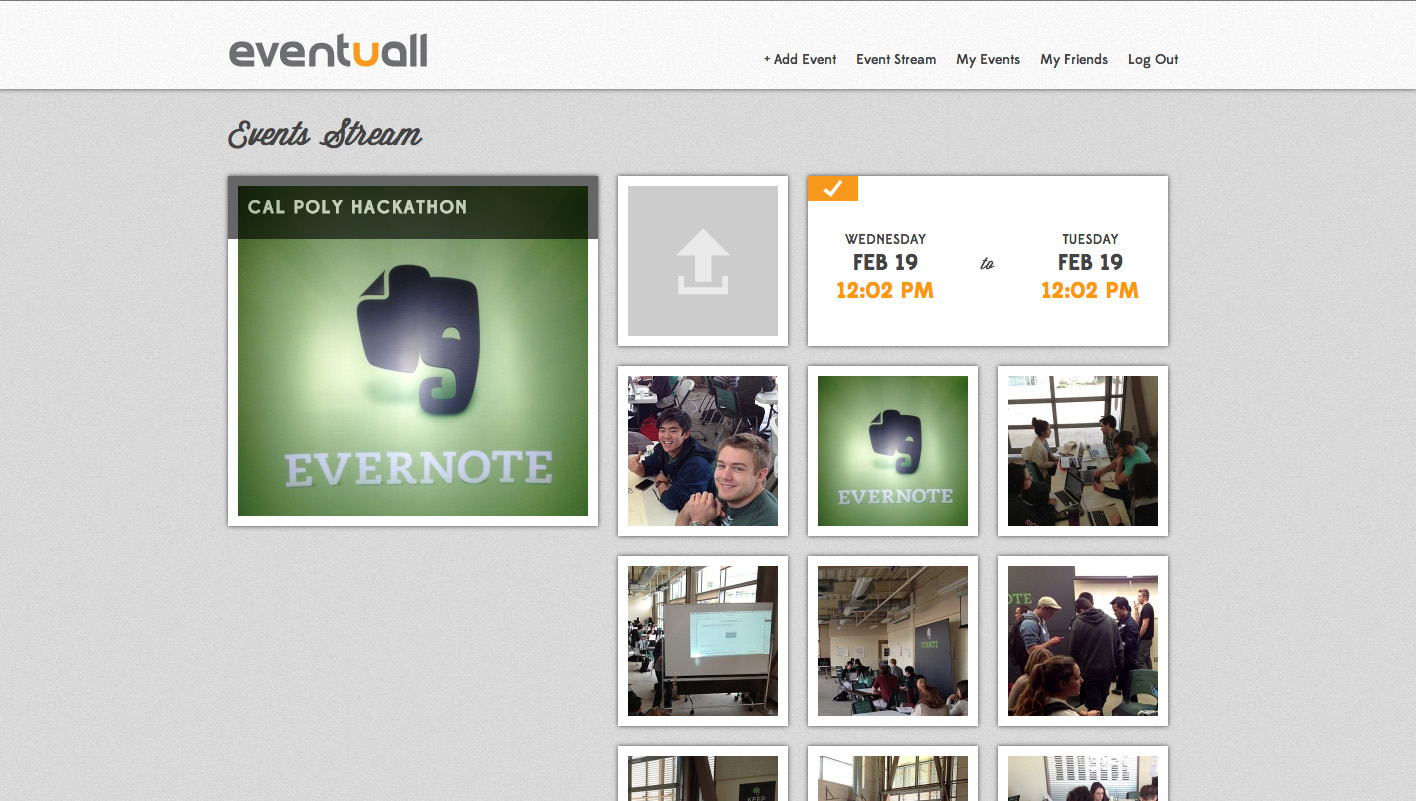 eventuall
+ Add Event
Event Stream
My Events
My Friends
Log Out
Events Stream
CAL POLY HACKATHON
EVERNOTE
WEDNESDAY
FEB 19
12:02 PM
to
TUESDAY
FEB 19
12:02 PM
EVERNOTE
EVERNOTE
OTE
KEEP